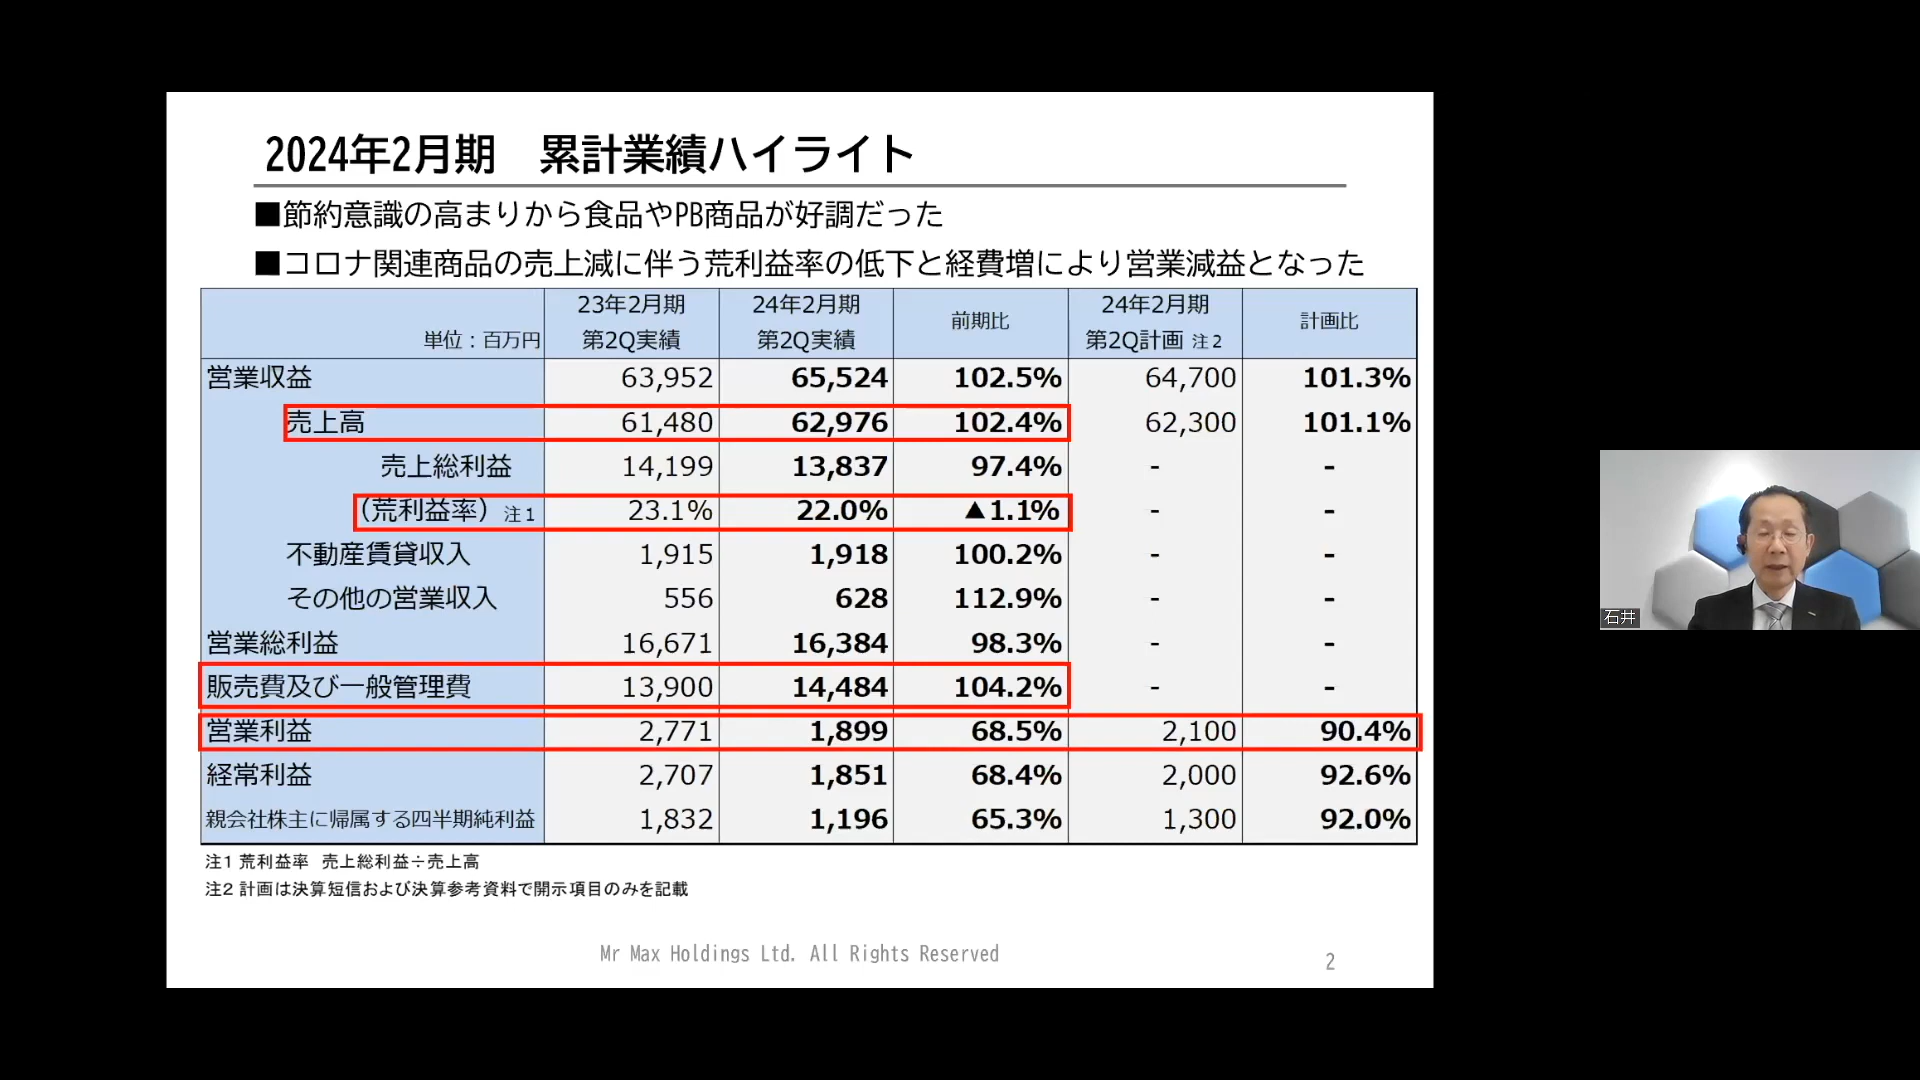 2024年2月期　累計業績ハイライト
■節約意識の高まりから食品やPB商品が好調だった
■コロナ関連商品の売上減に伴う荒利益率の低下と経費増により営業減益となった
単位：百万円 23年2月期 第2Q実績 24年2月期 第2Q実績 前期比 24年2月期 第2Q計画 注2 計画比
営業収益 63,952 65,524 102.5% 64,700 101.3%
売上高 61,480 62,976 102.4% 62,300 101.1%
売上総利益 14,199 13,837 97.4% - -
（荒利益率）注1 23.1% 22.0% ▲1.1% - -
不動産賃貸収入 1,915 1,918 100.2% - -
その他の営業収入 556 628 112.9% - -
営業総利益 16,671 16,384 98.3% - -
販売費及び一般管理費 13,900 14,484 104.2% - -
営業利益 2,771 1,899 68.5% 2,100 90.4%
経常利益 2,707 1,851 68.4% 2,000 92.6%
親会社株主に帰属する四半期純利益 1,832 1,196 65.3% 1,300 92.0%
注1 荒利益率　売上総利益÷売上高
注2 計画は決算短信および決算参考資料で開示項目のみを記載
Mr Max Holdings Ltd. All Rights Reserved
2
石井